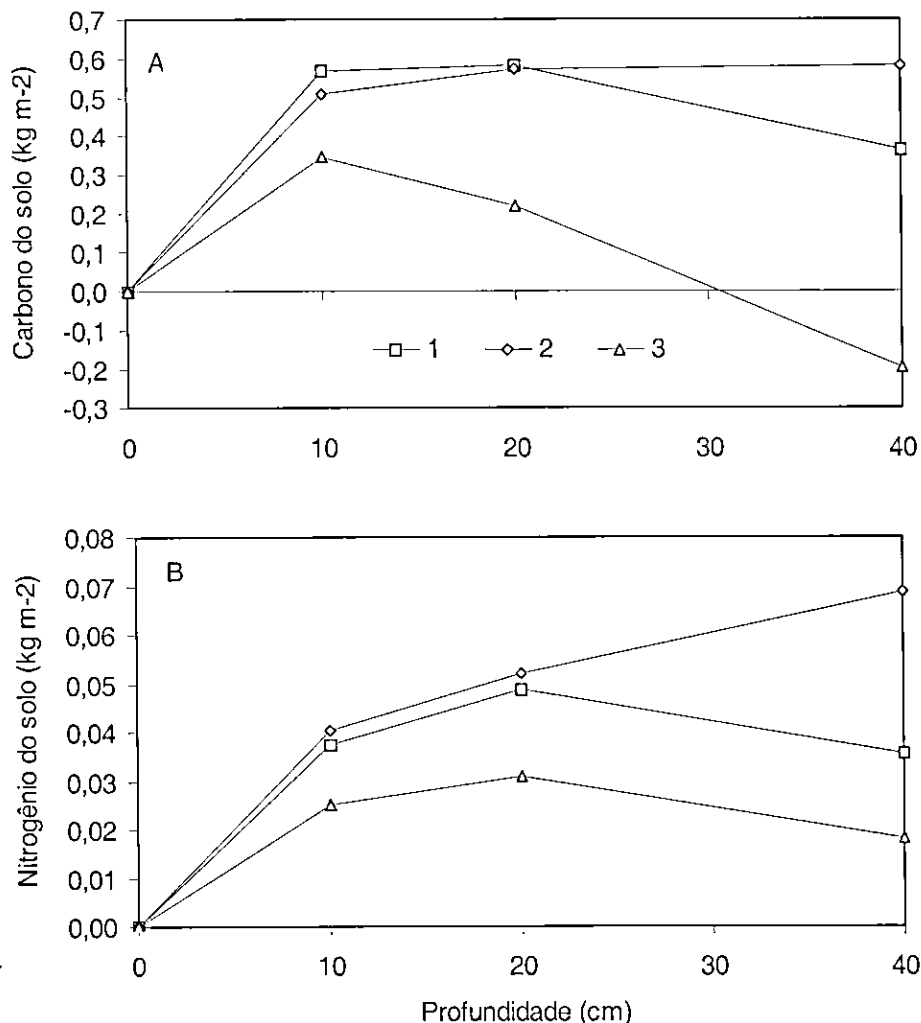 0,7
A
0,6
0,5
0,4
0,3
0,2
0,1
0,0
-0,1
-0,2
-0,3
Carbono do solo (kg m-2)
1 2 3
0 10 20 30 40
0,08
B
0,07
0,06
0,05
0,04
0,03
0,02
0,01
0,00
Nitrogênio do solo (kg m-2)
0 10 20 30 40
Profundidade (cm)